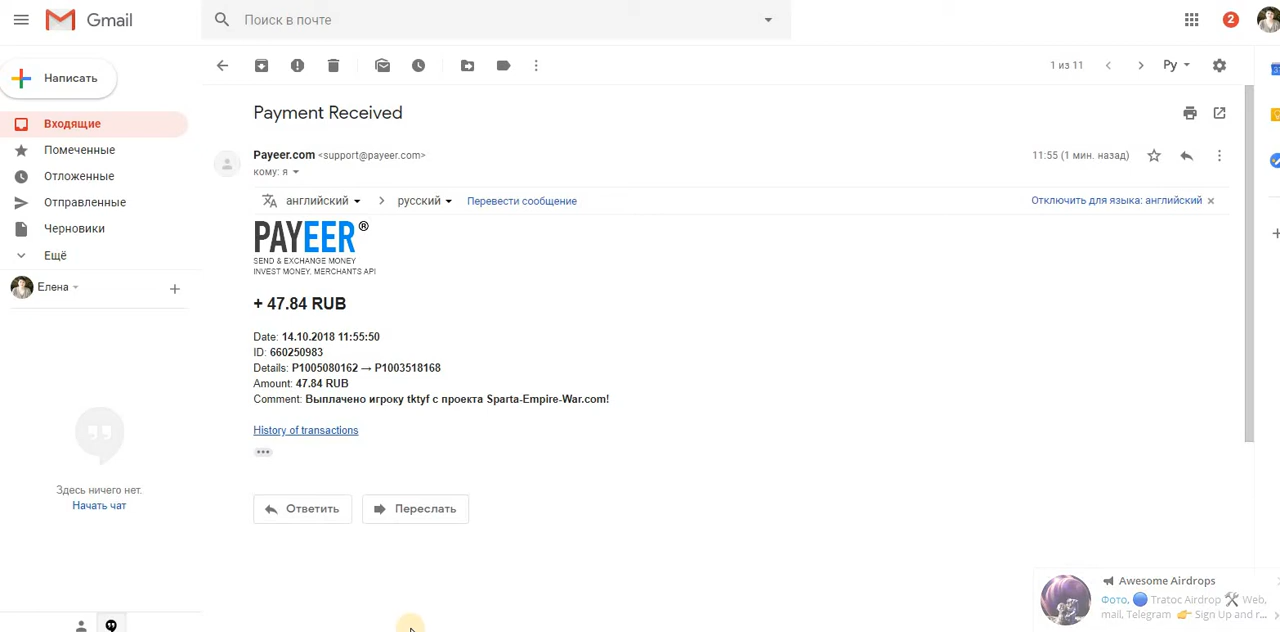 Gmail
Поиск в почте
2
Написать
1 из 11
Ру
Входящие
Помеченные
Отложенные
Отправленные
Черновики
Ещё
Елена
Payment Received
Payeer.com <support@payeer.com>
11:55 (1 мин. назад)
кому: я
английский
русский
Перевести сообщение
Отключить для языка: английский
PAYEER®
SEND & EXCHANGE MONEY
INVEST MONEY, MERCHANTS API
+ 47.84 RUB
Date: 14.10.2018 11:55:50
ID: 660250983
Details: P1005080162 → P1003518168
Amount: 47.84 RUB
Comment: Выплачено игроку tktyf с проекта Sparta-Empire-War.com!
History of transactions
Ответить
Переслать
Здесь ничего нет.
Начать чат
Awesome Airdrops
Фото, 🔵 Tratoc Airdrop 🛠 Web,
mail, Telegram 👉 Sign Up and r...